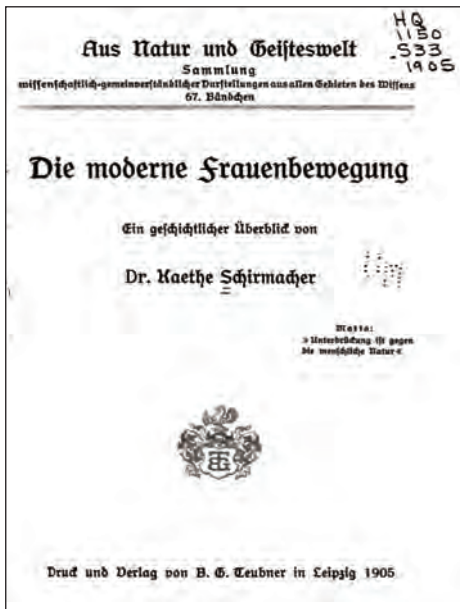 HQ
1150
.S33
1905
Aus Natur und Geisteswelt
Sammlung
wissenschaftlich-gemeinverständlicher Darstellungen aus allen Gebieten des Wissens
67. Bändchen
Die moderne Frauenbewegung
Ein geschichtlicher Überblick von
Dr. Kaethe Schirmacher
Motto:
»Unterdrückung ist gegen
die menschliche Natur«
Druck und Verlag von B. G. Teubner in Leipzig 1905